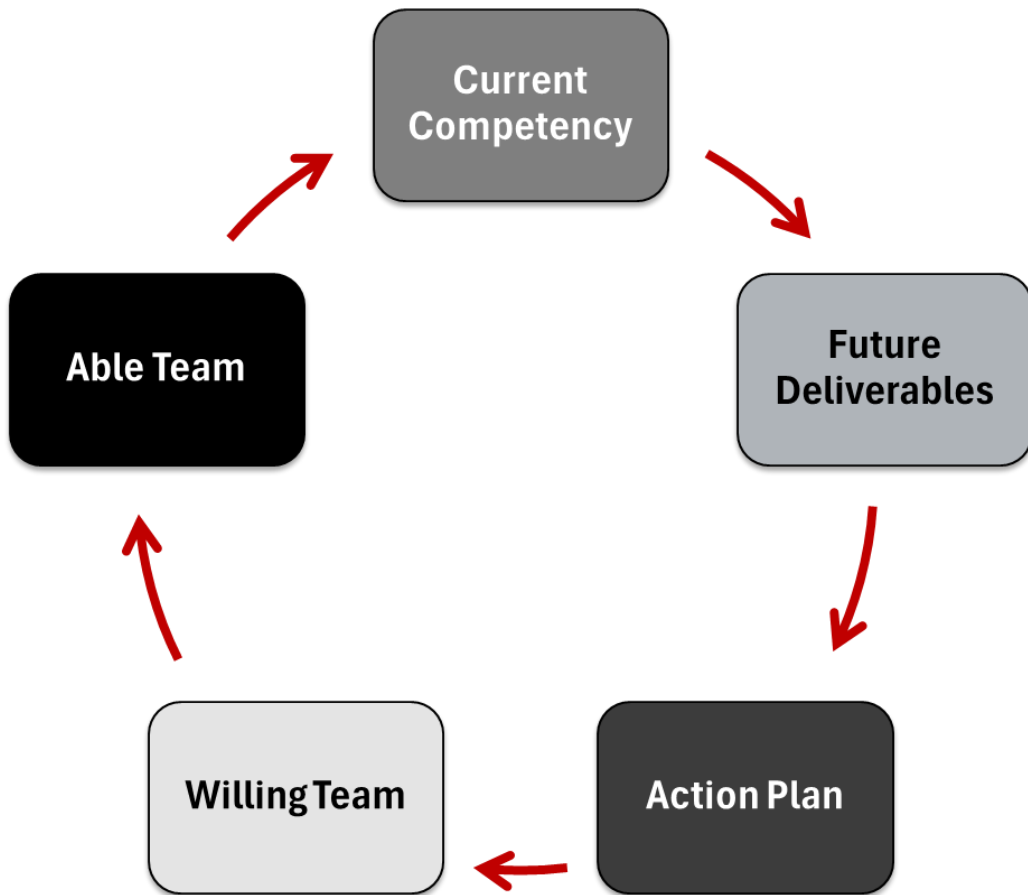 Current
Competency
Future
Deliverables
Action Plan
Willing Team
Able Team